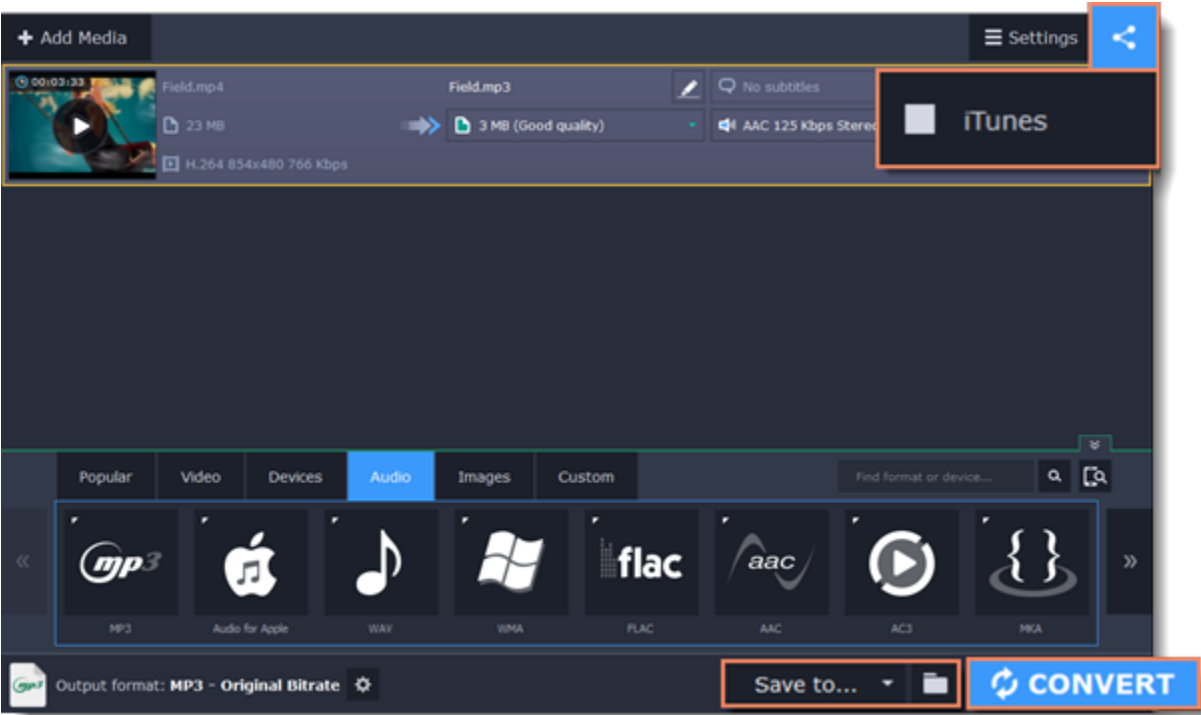 + Add Media
Settings
00:03:33
Field.mp4
Field.mp3
No subtitles
iTunes
23 MB
3 MB (Good quality)
AAC 125 Kbps Stereo
H.264 854x480 766 Kbps
Popular
Video
Devices
Audio
Images
Custom
Find format or device...
mp3
flac
aac
{ }
MP3
Audio for Apple
WAV
WMA
FLAC
AAC
AC3
MKA
mp3
Output format: MP3 - Original Bitrate
Save to...
CONVERT